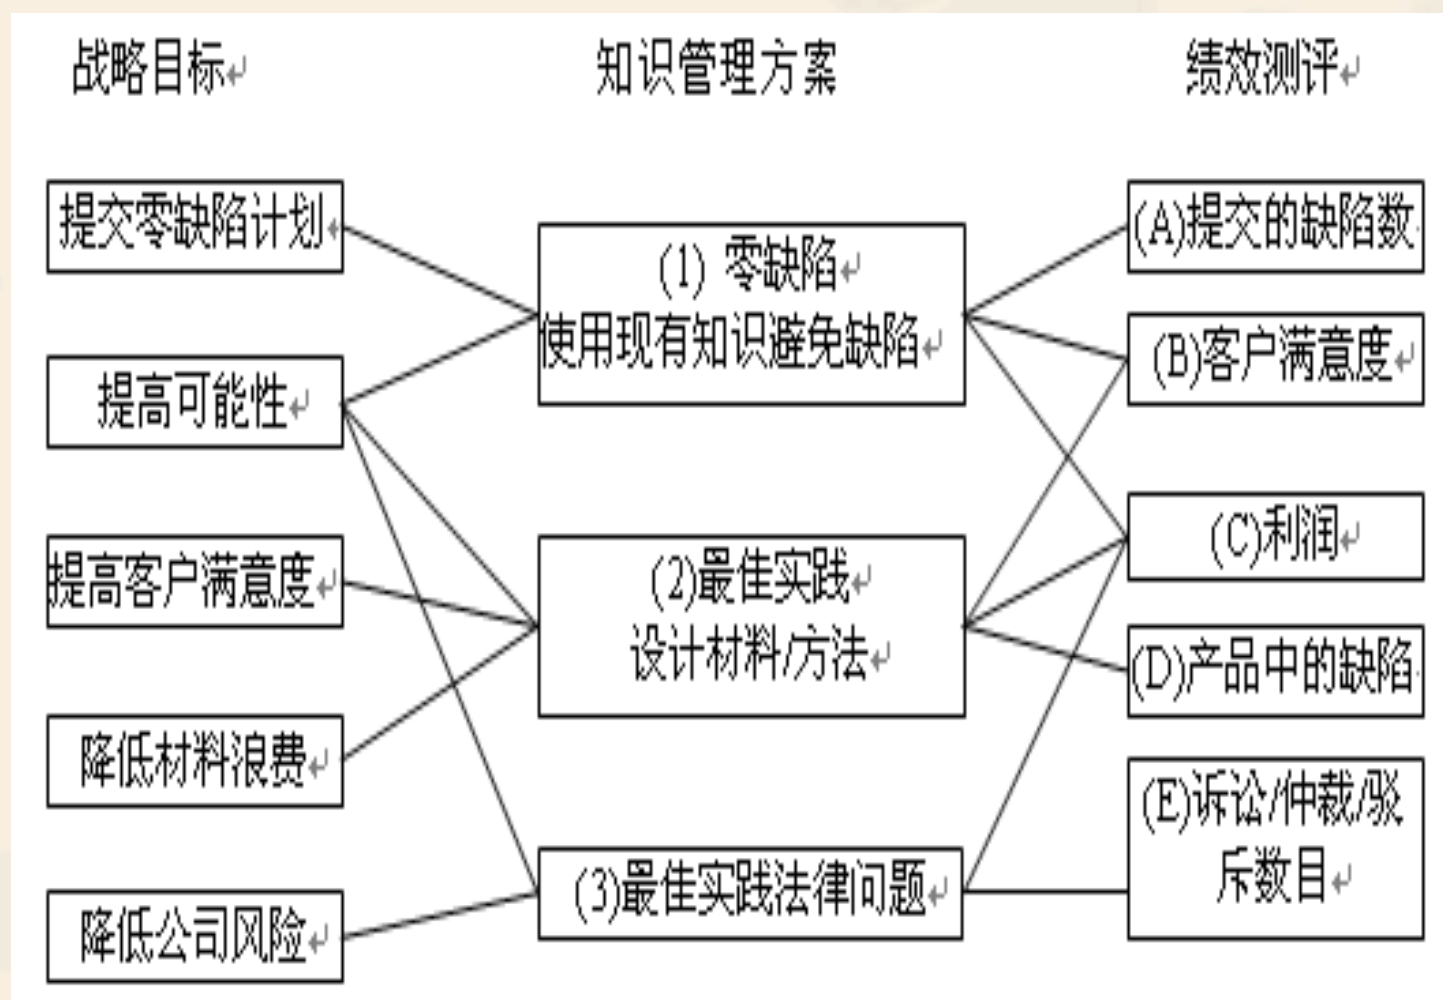 战略目标
知识管理方案
绩效测评
提交零缺陷计划
提高可能性
提高客户满意度
降低材料浪费
降低公司风险
(1) 零缺陷
使用现有知识避免缺陷
(2)最佳实践
设计材料/方法
(3)最佳实践法律问题
(A)提交的缺陷数
(B)客户满意度
(C)利润
(D)产品中的缺陷
(E)诉讼/仲裁/驳
斥数目